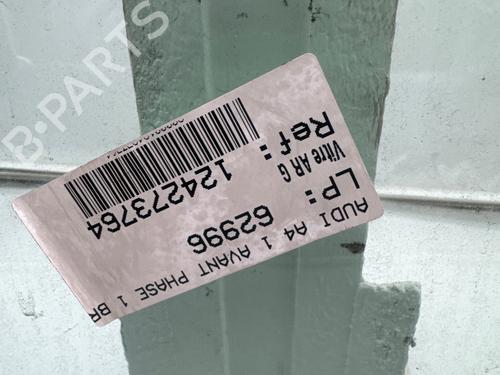 B-PARTS
AUDI A4 1 AVANT PHASE 1 BR
LP: 62996
Vitre AR G
Ref: 124273764